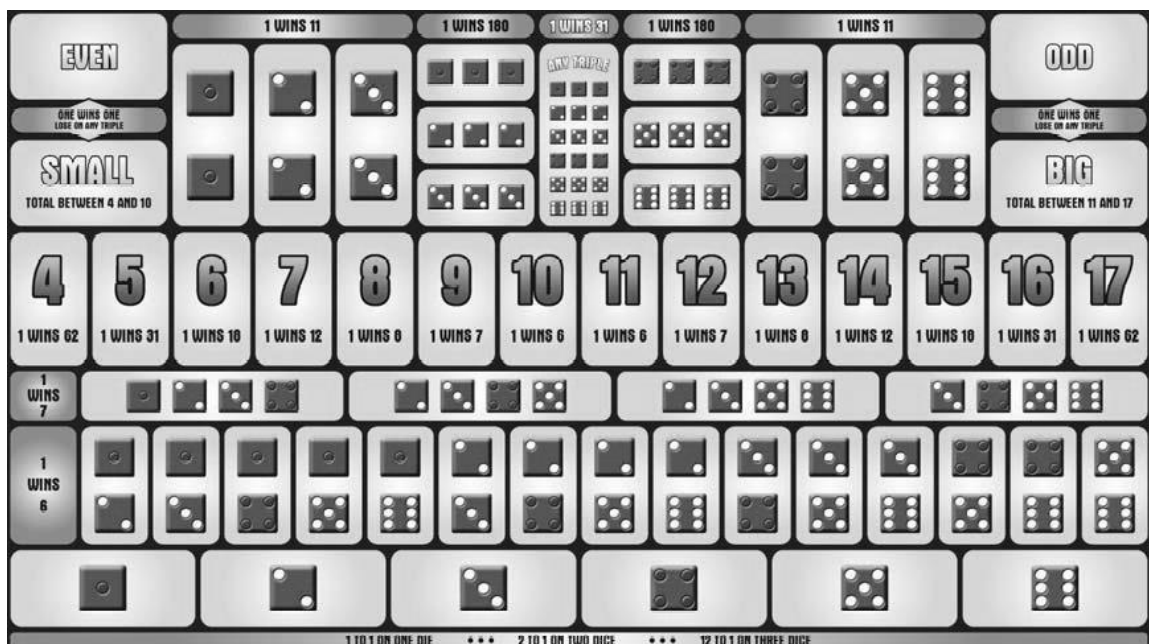 EVEN
ONE WINS ONE
LOSE ON ANY TRIPLE
SMALL
TOTAL BETWEEN 4 AND 10
1 WINS 11
1 WINS 180
1 WINS 31
ANY TRIPLE
1 WINS 180
1 WINS 11
ODD
ONE WINS ONE
LOSE ON ANY TRIPLE
BIG
TOTAL BETWEEN 11 AND 17
4 5 6 7 8 9 10 11 12 13 14 15 16 17
1 WINS 62 1 WINS 31 1 WINS 18 1 WINS 12 1 WINS 8 1 WINS 7 1 WINS 6 1 WINS 6 1 WINS 7 1 WINS 8 1 WINS 12 1 WINS 18 1 WINS 31 1 WINS 62
1
WINS
7
1
WINS
6
1 TO 1 ON ONE DIE 2 TO 1 ON TWO DICE 12 TO 1 ON THREE DICE